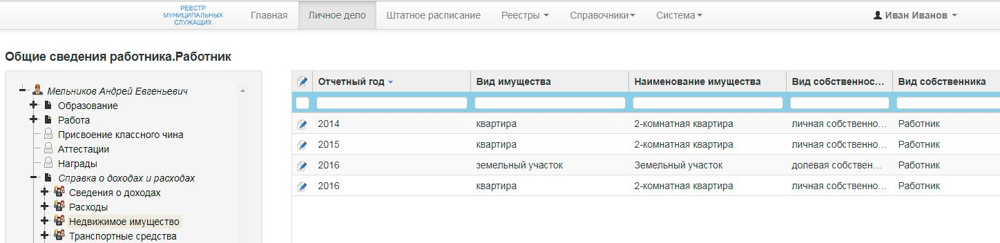 РЕЕСТР
МУНИЦИПАЛЬНЫХ
СЛУЖАЩИХ
Главная Личное дело Штатное расписание Реестры Справочники Система Иван Иванов
Общие сведения работника.Работник
Мельников Андрей Евгеньевич
Образование
Работа
Присвоение классного чина
Аттестации
Награды
Справка о доходах и расходах
Сведения о доходах
Расходы
Недвижимое имущество
Транспортные средства
Отчетный год Вид имущества Наименование имущества Вид собственнос... Вид собственника
2014 квартира 2-комнатная квартира личная собственно... Работник
2015 квартира 2-комнатная квартира личная собственно... Работник
2016 земельный участок Земельный участок долевая собствен... Работник
2016 квартира 2-комнатная квартира личная собственно... Работник